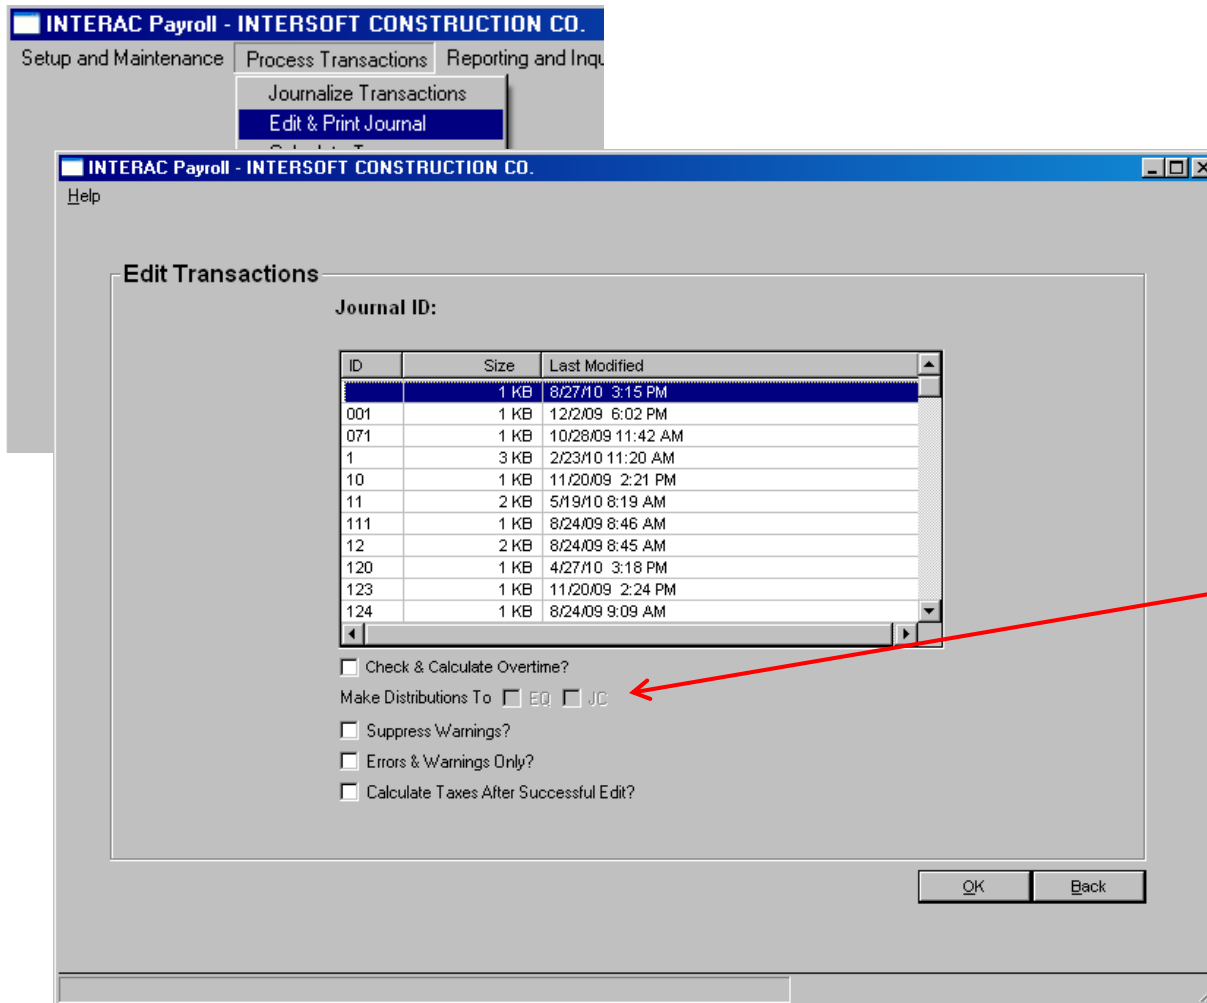 INTERAC Payroll - INTERSOFT CONSTRUCTION CO.
Setup and Maintenance Process Transactions Reporting and Inqu
Journalize Transactions
Edit & Print Journal
INTERAC Payroll - INTERSOFT CONSTRUCTION CO.
Help
Edit Transactions
Journal ID:
ID Size Last Modified
1 KB 8/27/10 3:15 PM
001 1 KB 12/2/09 6:02 PM
071 1 KB 10/28/09 11:42 AM
1 3 KB 2/23/10 11:20 AM
10 1 KB 11/20/09 2:21 PM
11 2 KB 5/19/10 8:19 AM
111 1 KB 8/24/09 8:46 AM
12 2 KB 8/24/09 8:45 AM
120 1 KB 4/27/10 3:18 PM
123 1 KB 11/20/09 2:24 PM
124 1 KB 8/24/09 9:09 AM
Check & Calculate Overtime?
Make Distributions To EQ JC
Suppress Warnings?
Errors & Warnings Only?
Calculate Taxes After Successful Edit?
OK Back